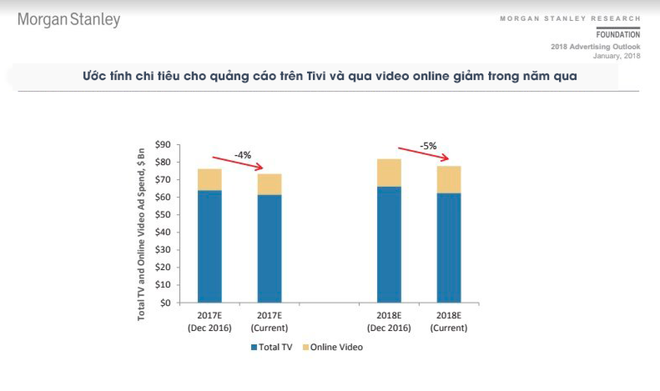 Morgan Stanley
MORGAN STANLEY RESEARCH
FOUNDATION
2018 Advertising Outlook
January, 2018
Ước tính chi tiêu cho quảng cáo trên Tivi và qua video online giảm trong năm qua
Total TV and Online Video Ad Spend, $ Bn
$90
$80
$70
$60
$50
$40
$30
$20
$10
$0
-4%
-5%
2017E
(Dec 2016)
2017E
(Current)
2018E
(Dec 2016)
2018E
(Current)
Total TV
Online Video